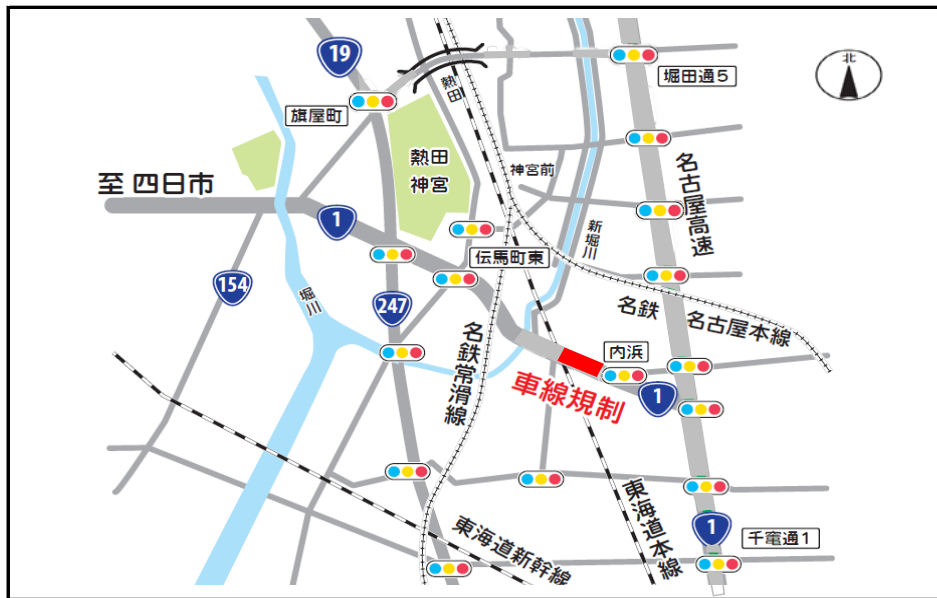 19
北
堀田通5
旗屋町
熱田
熱田
神宮
神宮前
至 四日市
名古屋高速
1
新堀川
伝馬町東
154
堀川
247
名鉄 名古屋本線
名鉄常滑線
内浜
車線規制
1
東海道本線
東海道新幹線
1
千竃通1